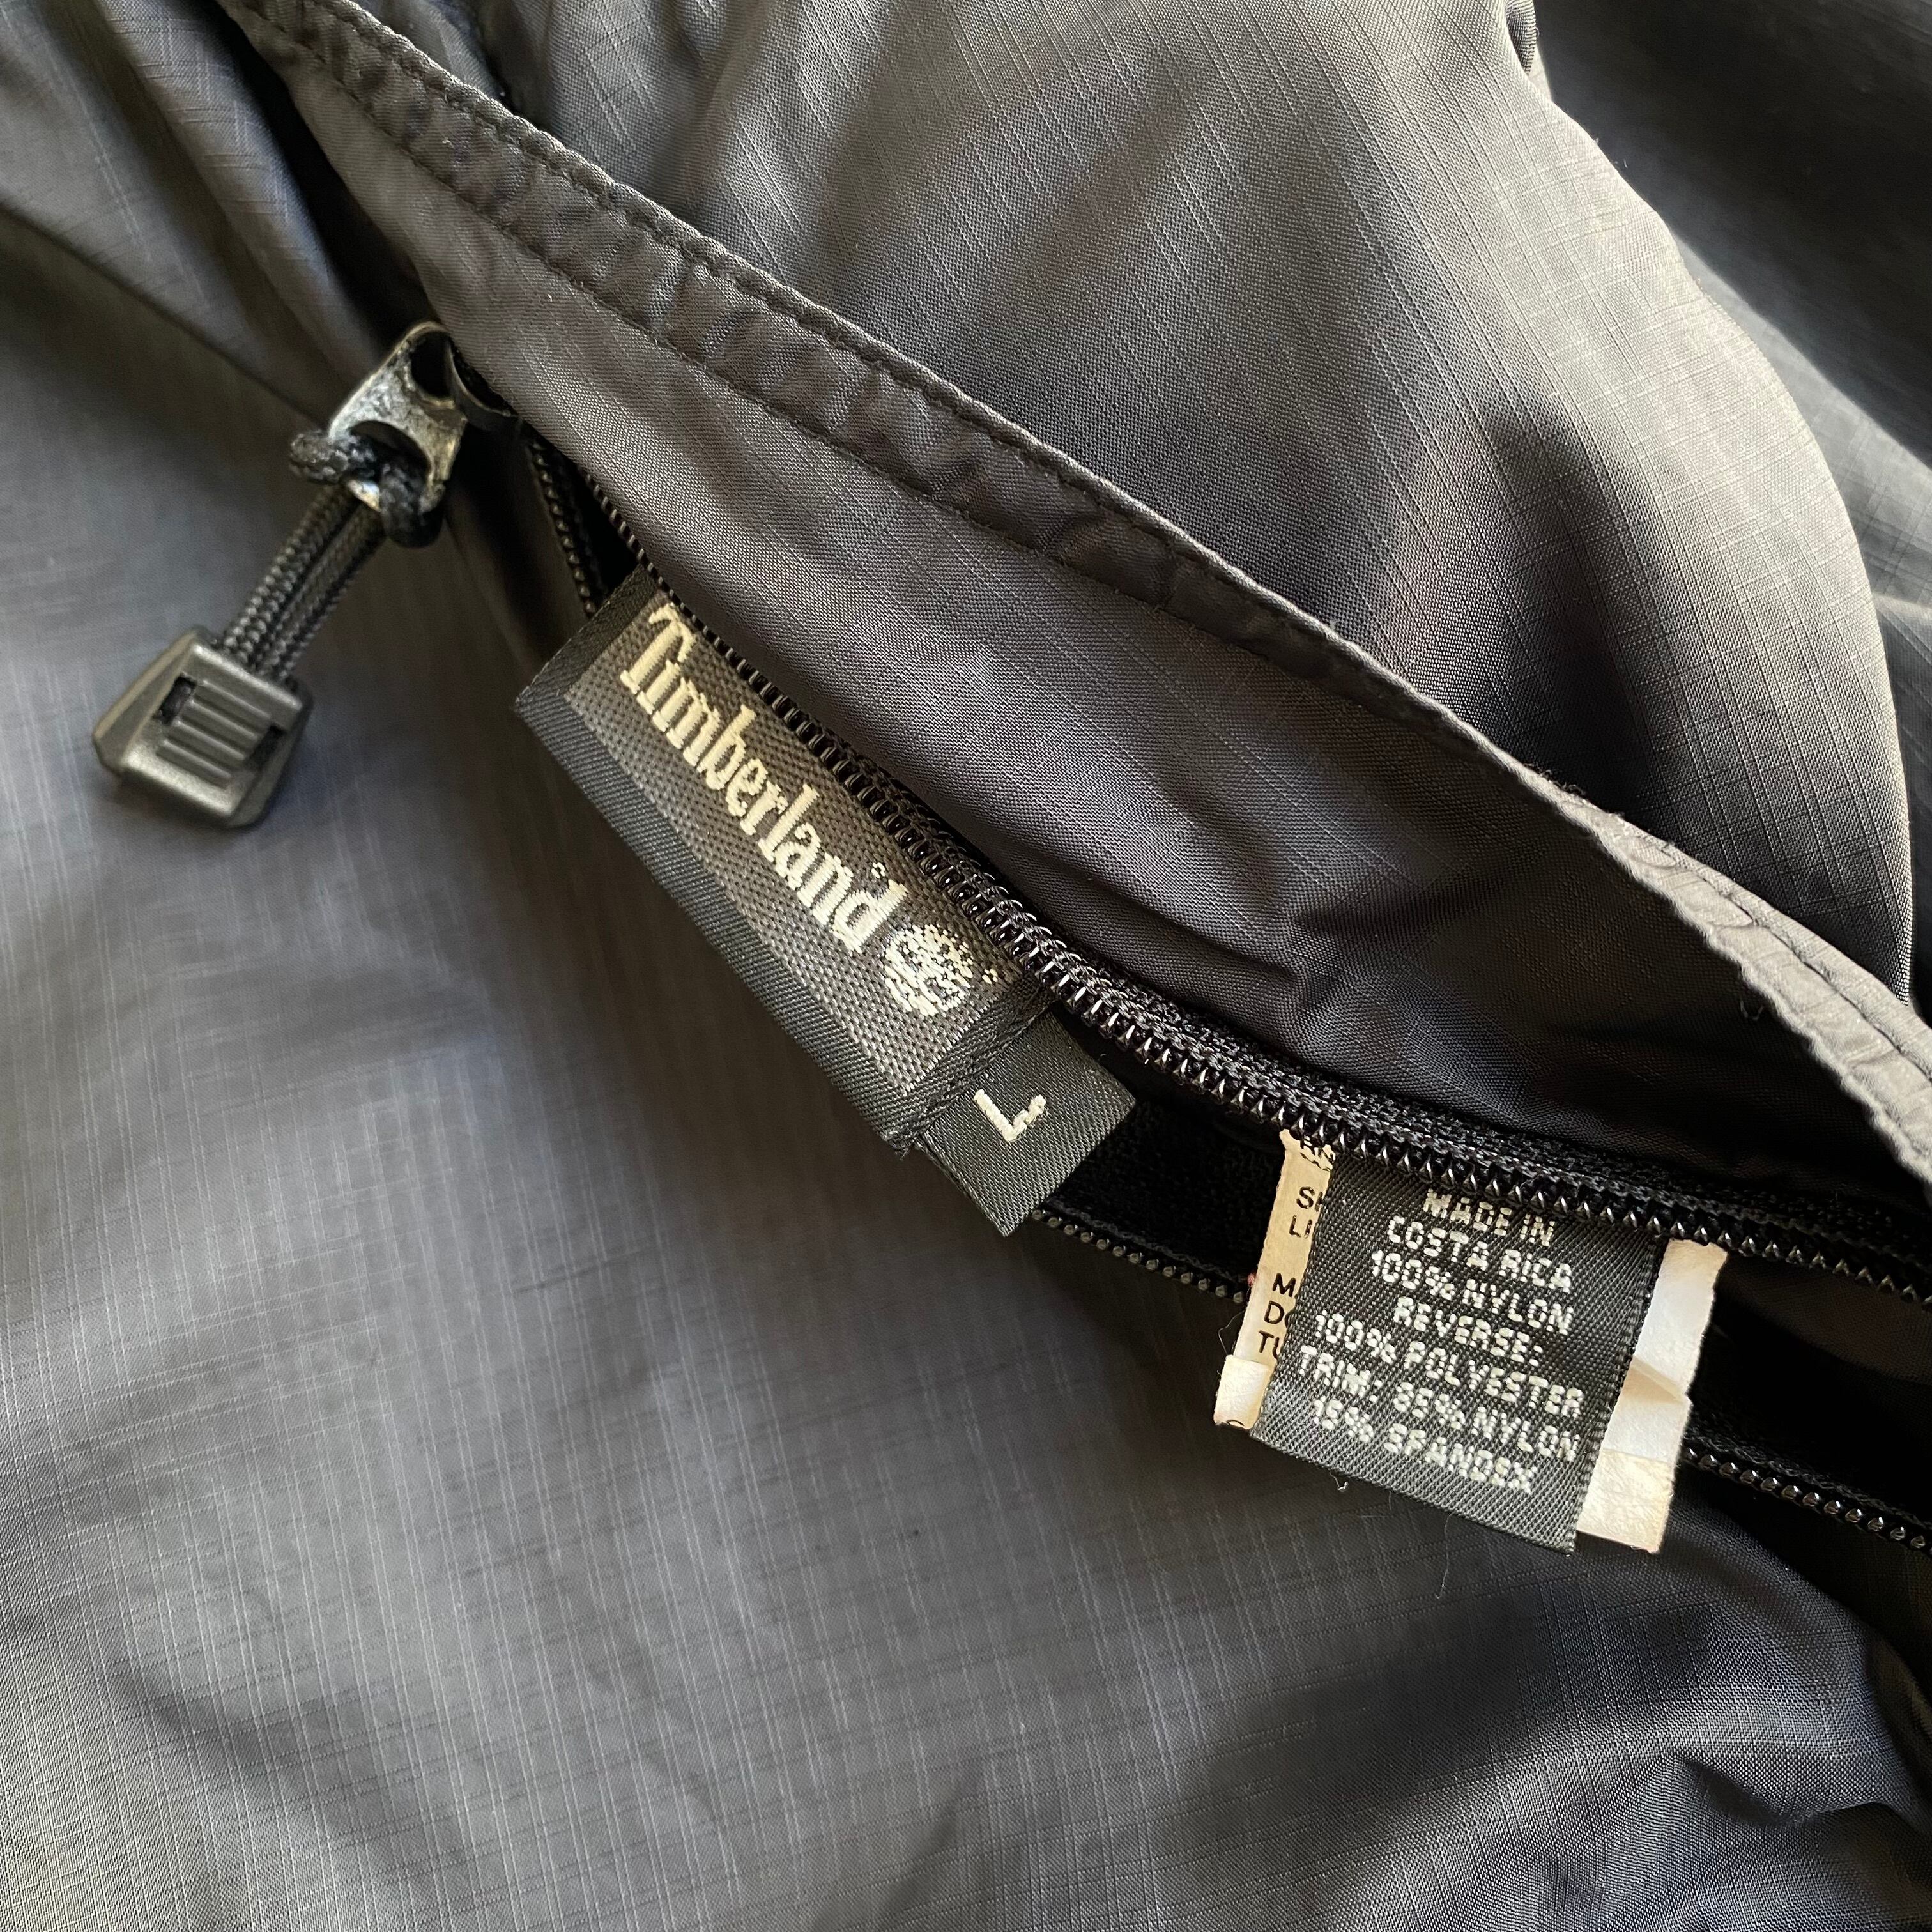 Timberland
L
MADE IN
COSTA RICA
100% NYLON
REVERSE:
100% POLYESTER
TRIM: 85% NYLON
15% SPANDEX